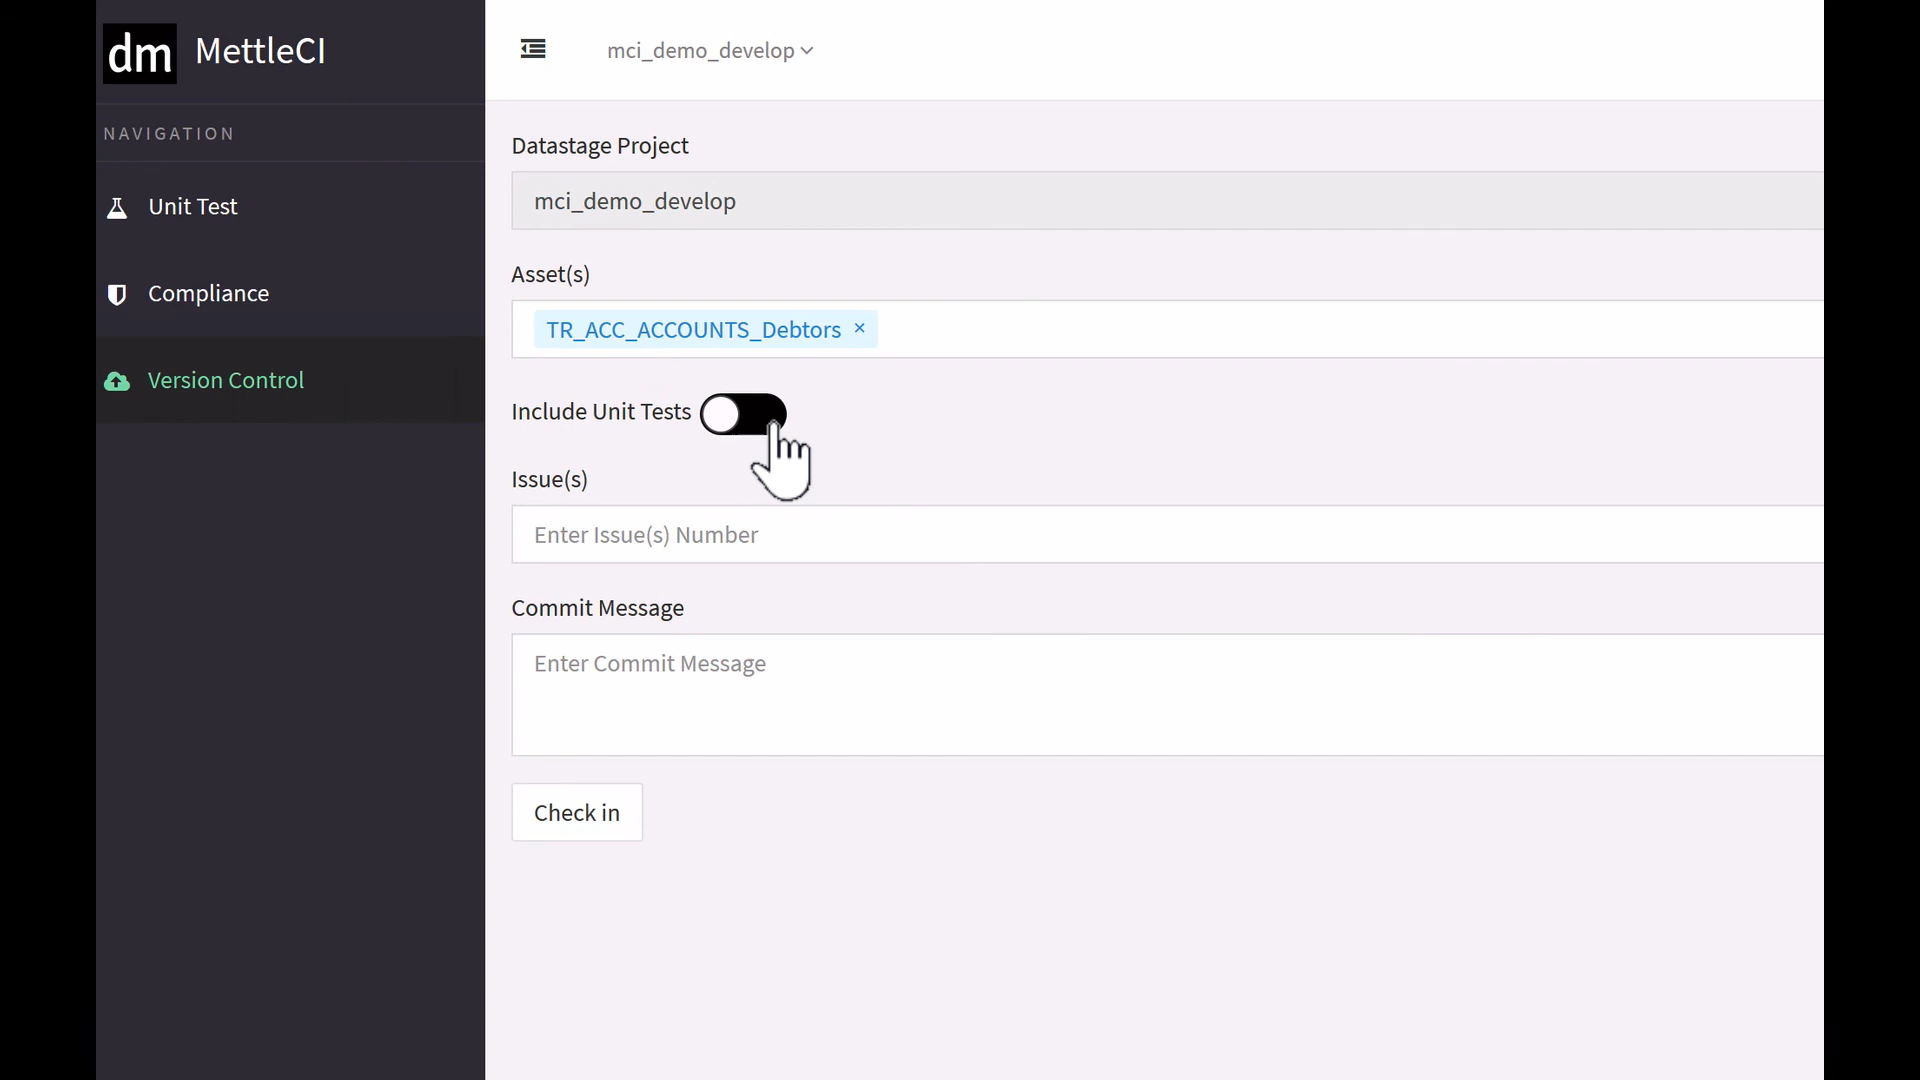 dm MettleCI
mci_demo_develop
NAVIGATION
Unit Test
Compliance
Version Control
Datastage Project
mci_demo_develop
Asset(s)
TR_ACC_ACCOUNTS_Debtors ×
Include Unit Tests
Issue(s)
Enter Issue(s) Number
Commit Message
Enter Commit Message
Check in